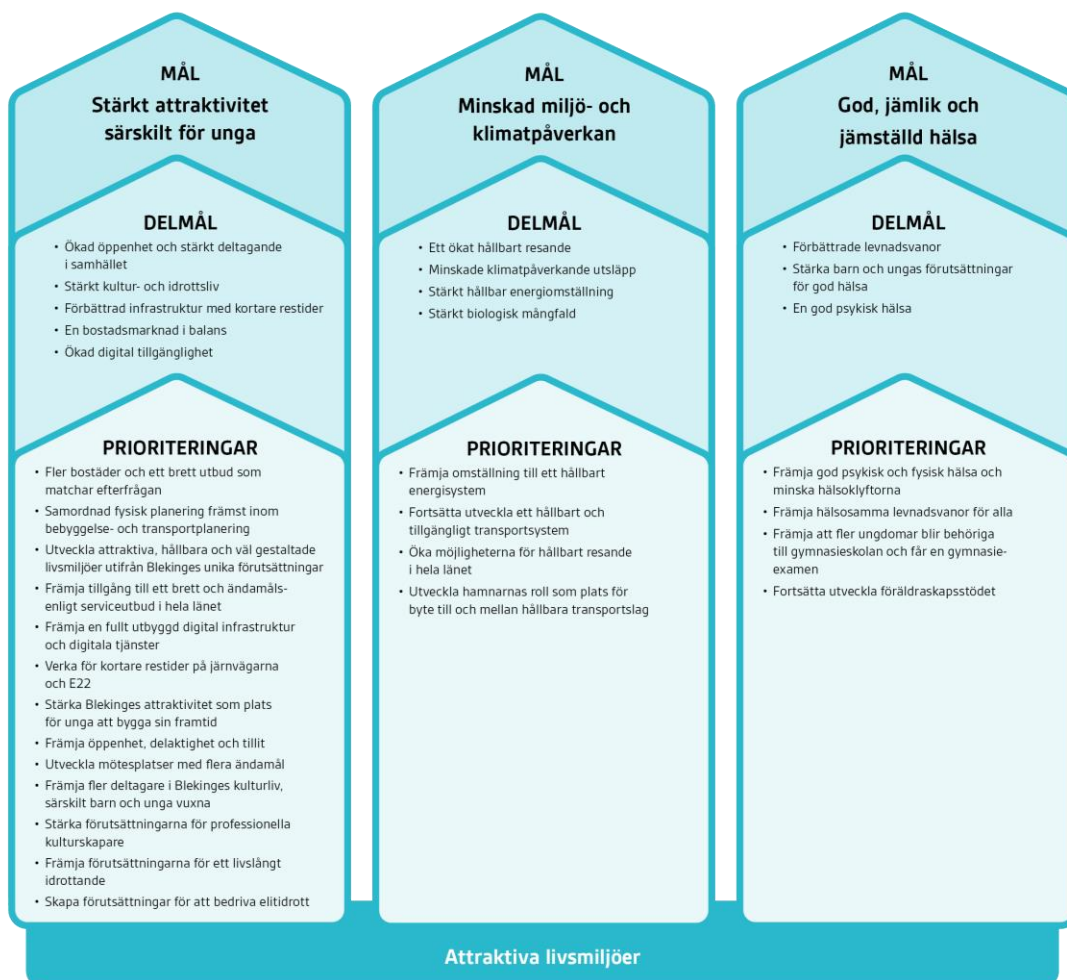 MÅL
Stärkt attraktivitet
särskilt för unga
DELMÅL
• Ökad öppenhet och stärkt deltagande
i samhället
• Stärkt kultur- och idrottsliv
• Förbättrad infrastruktur med kortare restider
• En bostadsmarknad i balans
• Ökad digital tillgänglighet
PRIORITERINGAR
• Fler bostäder och ett brett utbud som
matchar efterfrågan
• Samordnad fysisk planering främst inom
bebyggelse- och transportplanering
• Utveckla attraktiva, hållbara och väl gestaltade
livsmiljöer utifrån Blekinges unika förutsättningar
• Främja tillgång till ett brett och ändamåls-
enligt serviceutbud i hela länet
• Främja en fullt utbyggd digital infrastruktur
och digitala tjänster
• Verka för kortare restider på järnvägarna
och E22
• Stärka Blekinges attraktivitet som plats
för unga att bygga sin framtid
• Främja öppenhet, delaktighet och tillit
• Utveckla mötesplatser med flera ändamål
• Främja fler deltagare i Blekinges kulturliv,
särskilt barn och unga vuxna
• Stärka förutsättningarna för professionella
kulturskapare
• Främja förutsättningarna för ett livslångt
idrottande
• Skapa förutsättningar för att bedriva elitidrott
MÅL
Minskad miljö- och
klimatpåverkan
DELMÅL
• Ett ökat hållbart resande
• Minskade klimatpåverkande utsläpp
• Stärkt hållbar energiomställning
• Stärkt biologisk mångfald
PRIORITERINGAR
• Främja omställning till ett hållbart
energisystem
• Fortsätta utveckla ett hållbart och
tillgängligt transportsystem
• Öka möjligheterna för hållbart resande
i hela länet
• Utveckla hamnarnas roll som plats för
byte till och mellan hållbara transportslag
MÅL
God, jämlik och
jämställd hälsa
DELMÅL
• Förbättrade levnadsvanor
• Stärka barn och ungas förutsättningar
för god hälsa
• En god psykisk hälsa
PRIORITERINGAR
• Främja god psykisk och fysisk hälsa och
minska hälsoklyftorna
• Främja hälsosamma levnadsvanor för alla
• Främja att fler ungdomar blir behöriga
till gymnasieskolan och får en gymnasie-
examen
• Fortsätta utveckla föräldraskapsstödet
Attraktiva livsmiljöer